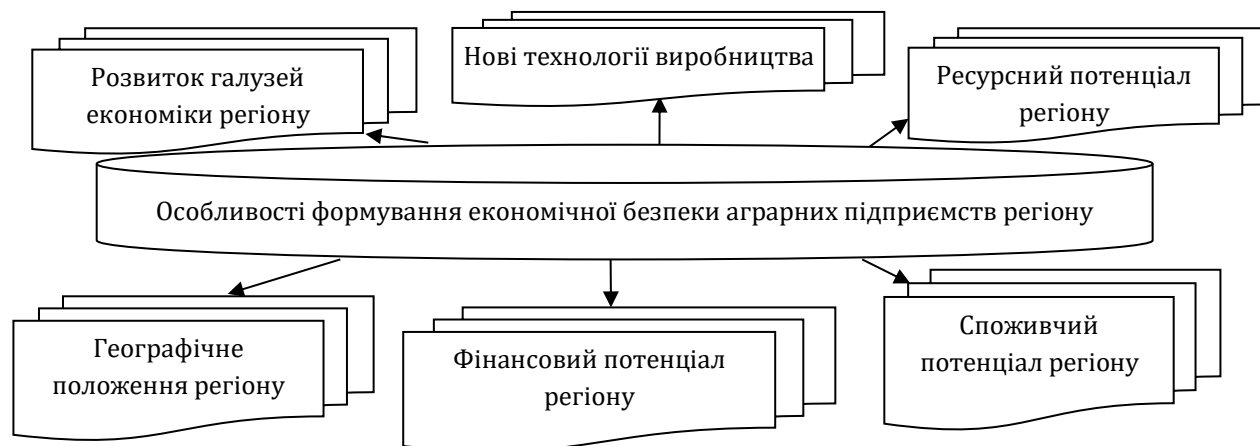 Розвиток галузей
економіки регіону
Нові технології виробництва
Ресурсний потенціал
регіону
Особливості формування економічної безпеки аграрних підприємств регіону
Географічне
положення регіону
Фінансовий потенціал
регіону
Споживчий
потенціал регіону